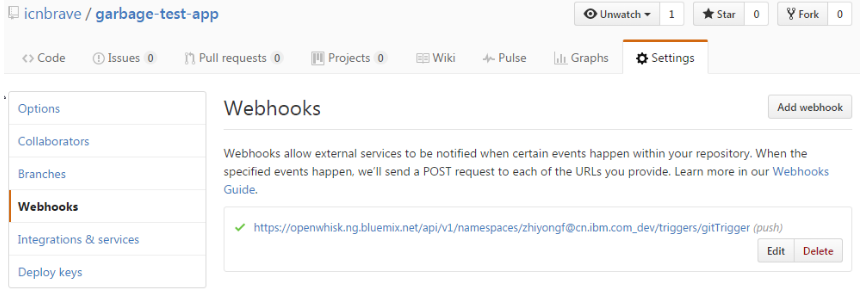 icnbrave / garbage-test-app
Unwatch 1 Star 0 Fork 0
Code Issues 0 Pull requests 0 Projects 0 Wiki Pulse Graphs Settings
Options
Collaborators
Branches
Webhooks
Integrations & services
Deploy keys
Webhooks
Add webhook
Webhooks allow external services to be notified when certain events happen within your repository. When the
specified events happen, we'll send a POST request to each of the URLs you provide. Learn more in our Webhooks
Guide.
https://openwhisk.ng.bluemix.net/api/v1/namespaces/zhiyongf@cn.ibm.com_dev/triggers/gitTrigger (push)
Edit Delete